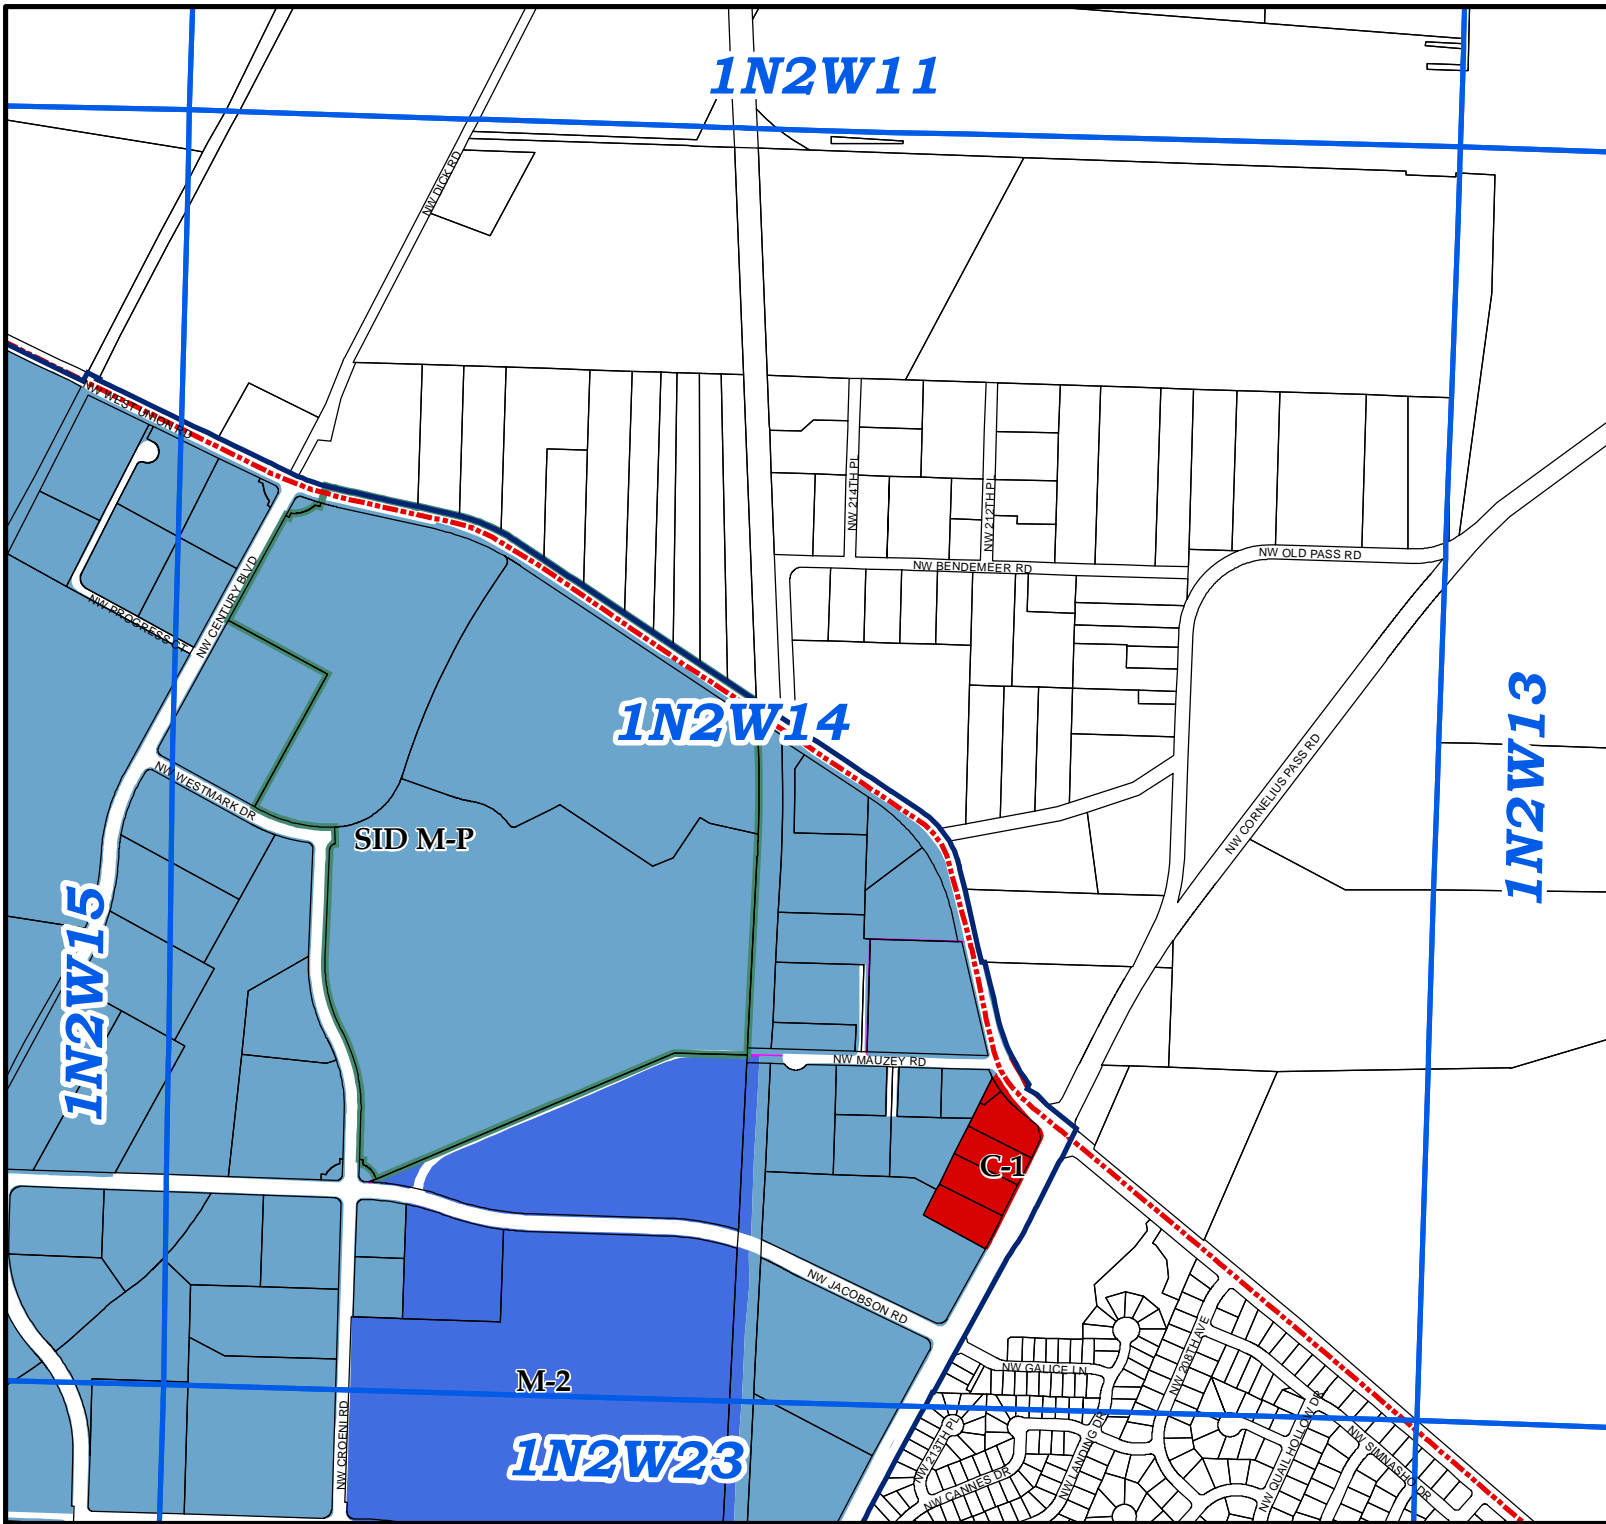 1N2W11
NW DICK RD
NW WEST UNION RD
NW 214TH PL
NW 212TH PL
NW OLD PASS RD
NW BENDEMEER RD
NW CENTURY BLVD
NW PROGRESS CT
1N2W14
1N2W13
NW WESTMARK DR
NW CORNELIUS PASS RD
SID M-P
1N2W15
NW MAUZEY RD
C-1
NW JACOBSON RD
NW 208TH AVE
NW GALICE LN
M-2
NW CROENI RD
NW 213TH PL
NW LANDING DR
NW QUAIL HOLLOW DR
NW SIMNASHO DR
1N2W23
NW CANNES DR